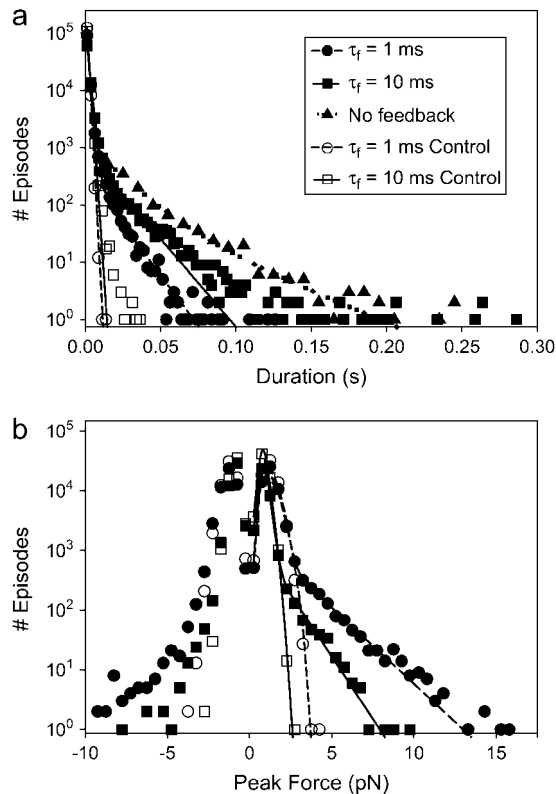 a
10^5
10^4
10^3
10^2
10^1
10^0
# Episodes
τf = 1 ms
τf = 10 ms
No feedback
τf = 1 ms Control
τf = 10 ms Control
0.00 0.05 0.10 0.15 0.20 0.25 0.30
Duration (s)
b
10^5
10^4
10^3
10^2
10^1
10^0
# Episodes
-10 -5 0 5 10 15
Peak Force (pN)